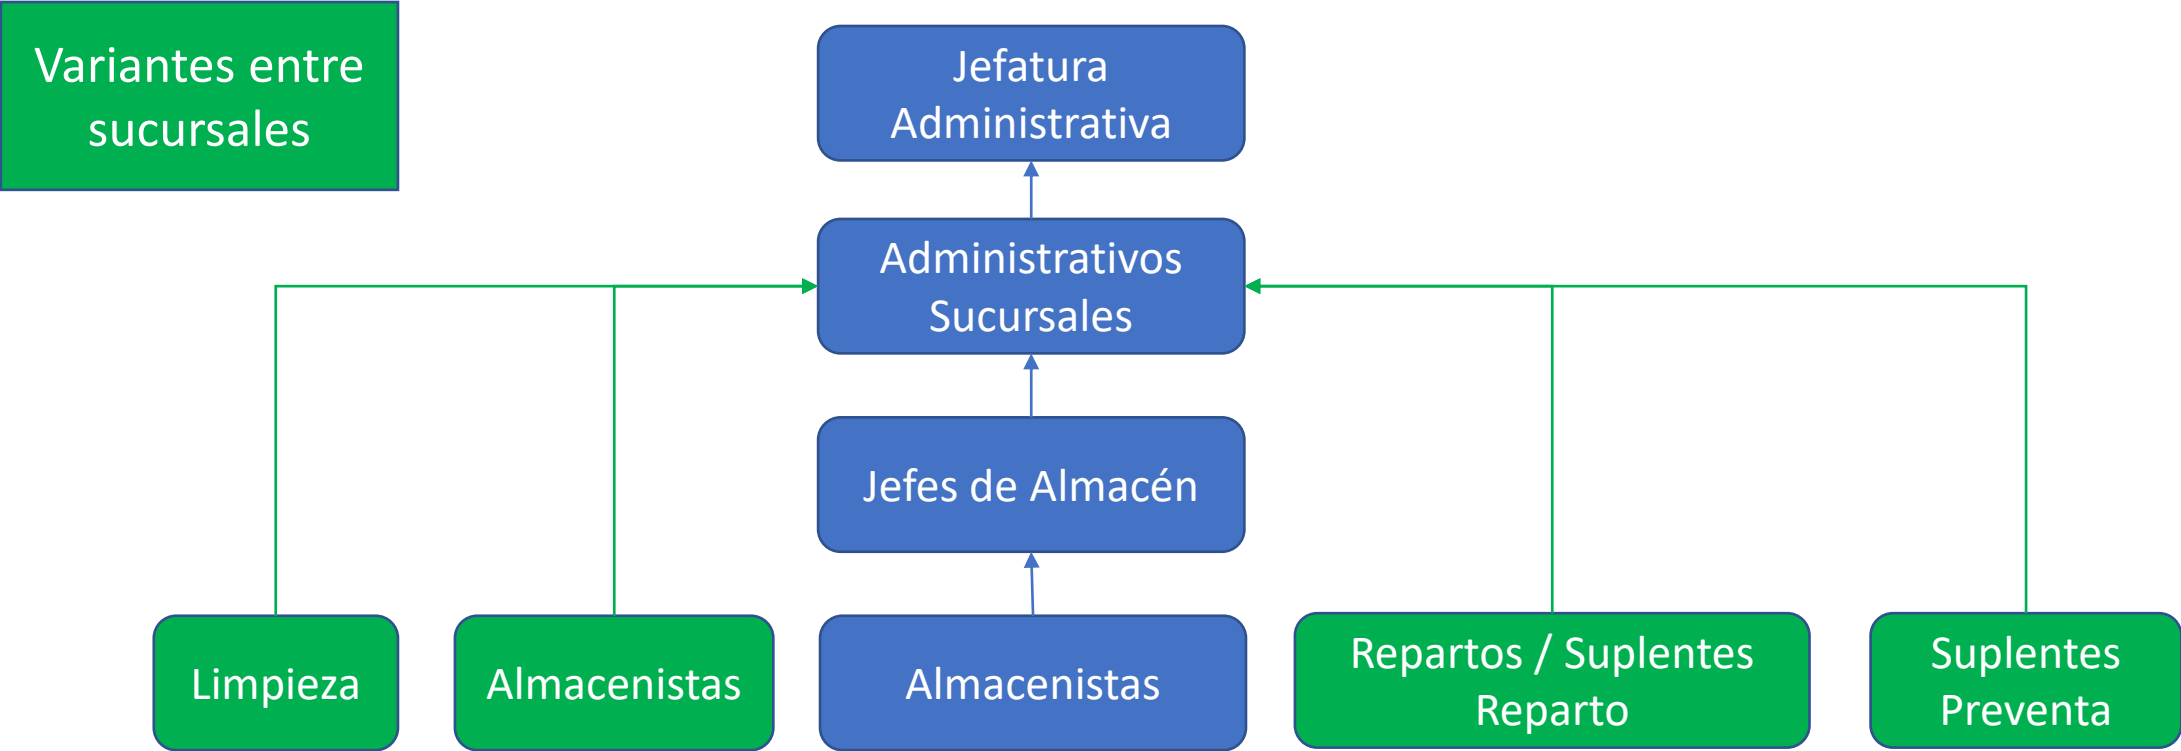 Variantes entre
sucursales
Jefatura
Administrativa
Administrativos
Sucursales
Jefes de Almacén
Limpieza
Almacenistas
Almacenistas
Repartos / Suplentes
Reparto
Suplentes
Preventa